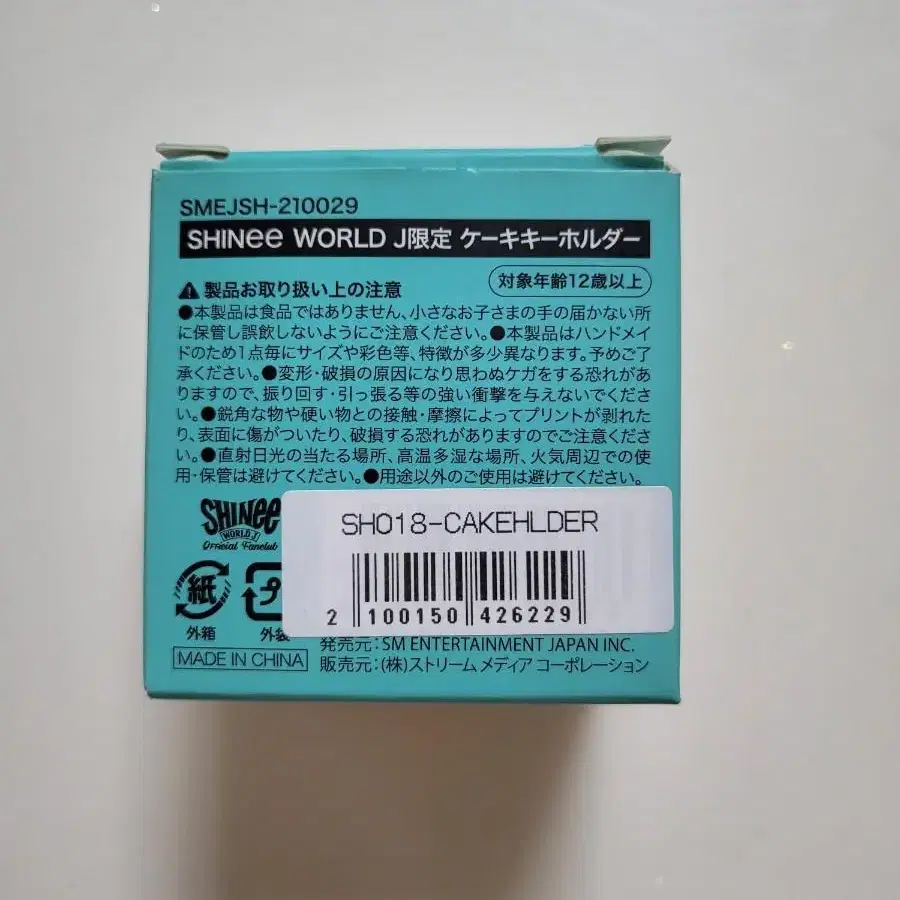 SMEJSH-210029
SHINee WORLD J限定 ケーキキーホルダー
製品お取り扱い上の注意 対象年齢12歳以上
●本製品は食品ではありません、小さなお子さまの手の届かない所
に保管し誤飲しないようにご注意ください。●本製品はハンドメイ
ドのため1点毎にサイズや彩色等、特徴が多少異なります。予めご了
承ください。●変形・破損の原因になり思わぬケガをする恐れがあ
りますので、振り回す・引っ張る等の強い衝撃を与えないでくださ
い。●鋭角な物や硬い物との接触・摩擦によってプリントが剥れた
り、表面に傷がついたり、破損する恐れがありますのでご注意くださ
い。●直射日光の当たる場所、高温多湿な場所、火気周辺での使
用・保管は避けてください。●用途以外のご使用は避けてください。
SHINee
WORLD J
Official Fanclub
SH018-CAKEHLDER
2 100150 426229
紙 プ
外箱 外袋
発売元：SM ENTERTAINMENT JAPAN INC.
MADE IN CHINA 販売元：(株)ストリーム メディア コーポレーション